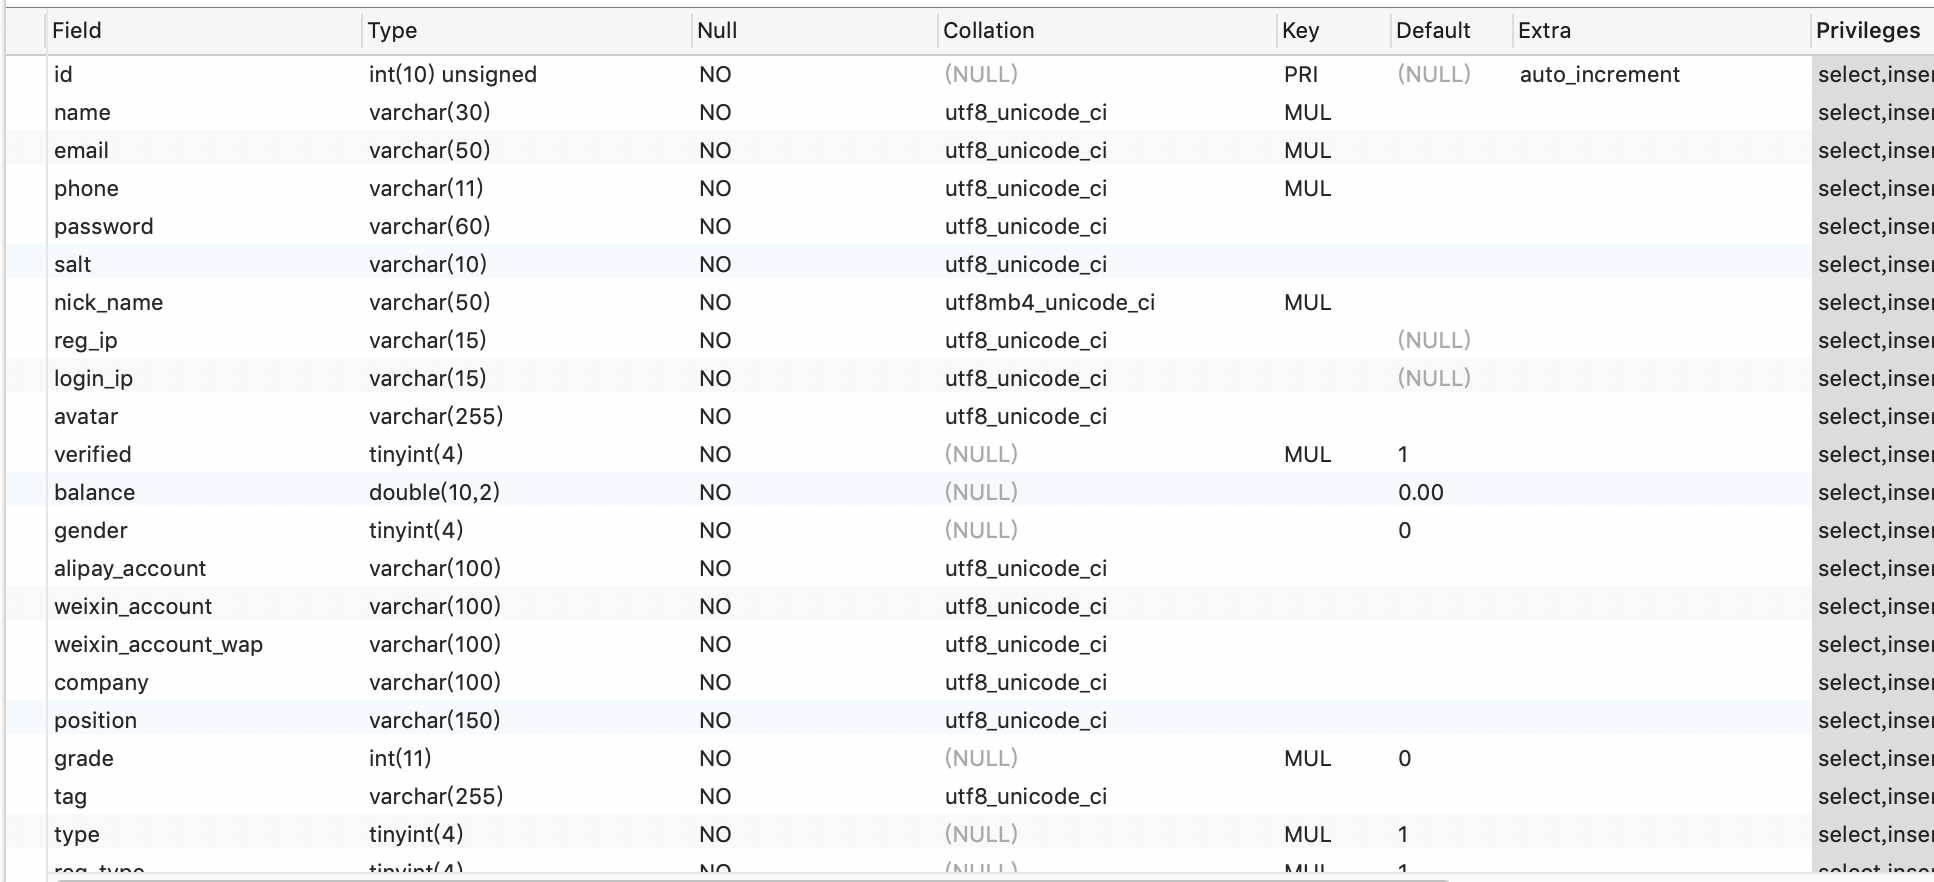 Field Type Null Collation Key Default Extra Privileges
id int(10) unsigned NO (NULL) PRI (NULL) auto_increment select,inser
name varchar(30) NO utf8_unicode_ci MUL select,inser
email varchar(50) NO utf8_unicode_ci MUL select,inser
phone varchar(11) NO utf8_unicode_ci MUL select,inser
password varchar(60) NO utf8_unicode_ci select,inser
salt varchar(10) NO utf8_unicode_ci select,inser
nick_name varchar(50) NO utf8mb4_unicode_ci MUL select,inser
reg_ip varchar(15) NO utf8_unicode_ci (NULL) select,inser
login_ip varchar(15) NO utf8_unicode_ci (NULL) select,inser
avatar varchar(255) NO utf8_unicode_ci select,inser
verified tinyint(4) NO (NULL) MUL 1 select,inser
balance double(10,2) NO (NULL) 0.00 select,inser
gender tinyint(4) NO (NULL) 0 select,inser
alipay_account varchar(100) NO utf8_unicode_ci select,inser
weixin_account varchar(100) NO utf8_unicode_ci select,inser
weixin_account_wap varchar(100) NO utf8_unicode_ci select,inser
company varchar(100) NO utf8_unicode_ci select,inser
position varchar(150) NO utf8_unicode_ci select,inser
grade int(11) NO (NULL) MUL 0 select,inser
tag varchar(255) NO utf8_unicode_ci select,inser
type tinyint(4) NO (NULL) MUL 1 select,inser
reg_type tinyint(4) NO (NULL) MUL 1 select,inser